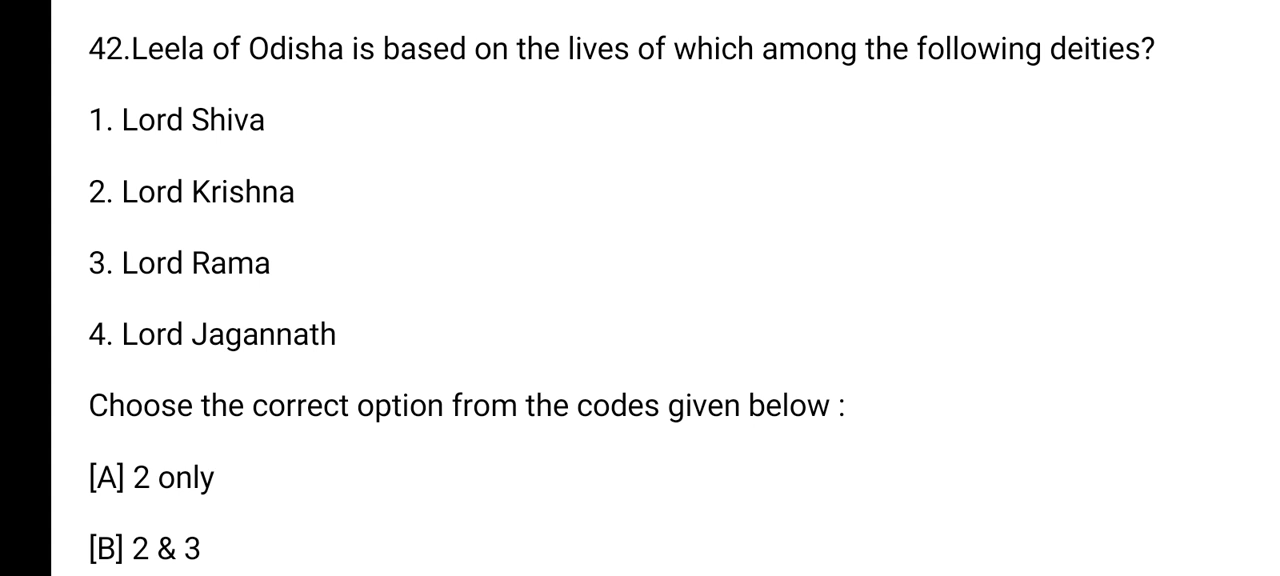 42.Leela of Odisha is based on the lives of which among the following deities?
1. Lord Shiva
2. Lord Krishna
3. Lord Rama
4. Lord Jagannath
Choose the correct option from the codes given below :
[A] 2 only
[B] 2 & 3